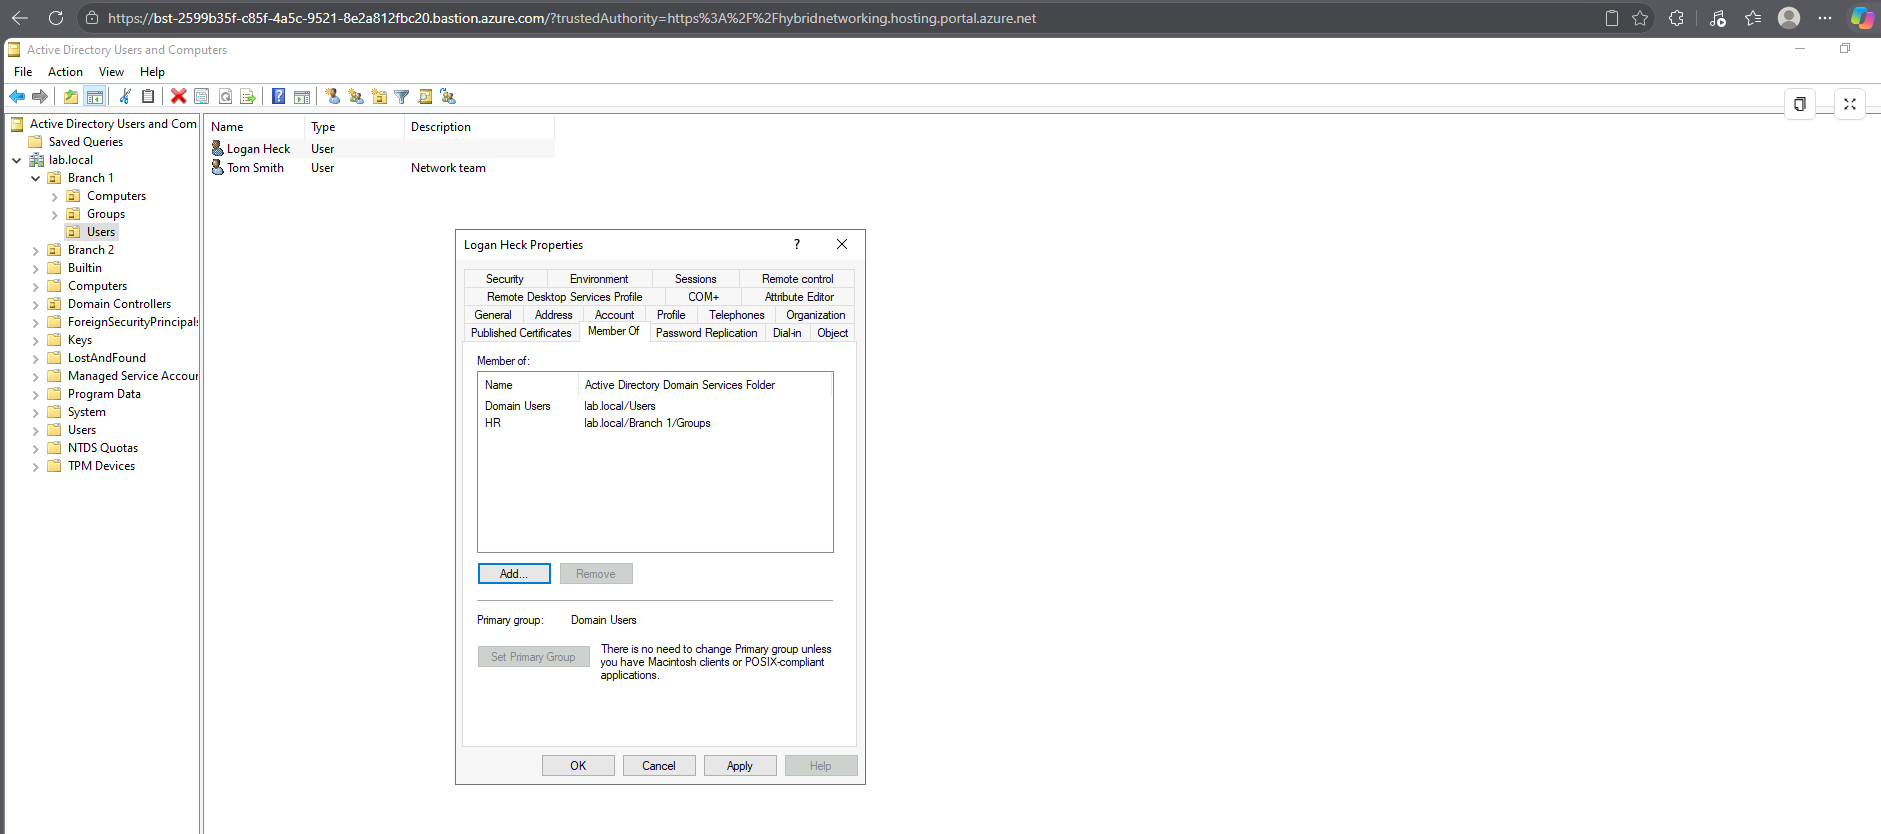 https://bst-2599b35f-c85f-4a5c-9521-8e2a812fbc20.bastion.azure.com/?trustedAuthority=https%3A%2F%2Fhybridnetworking.hosting.portal.azure.net
Active Directory Users and Computers
File Action View Help
Active Directory Users and Com
Saved Queries
lab.local
Branch 1
Computers
Groups
Users
Branch 2
Builtin
Computers
Domain Controllers
ForeignSecurityPrincipals
Keys
LostAndFound
Managed Service Accour
Program Data
System
Users
NTDS Quotas
TPM Devices
Name Type Description
Logan Heck User
Tom Smith User Network team
Logan Heck Properties ?
Security Environment Sessions Remote control
Remote Desktop Services Profile COM+ Attribute Editor
General Address Account Profile Telephones Organization
Published Certificates Member Of Password Replication Dial-in Object
Member of:
Name Active Directory Domain Services Folder
Domain Users lab.local/Users
HR lab.local/Branch 1/Groups
Add... Remove
Primary group: Domain Users
Set Primary Group
There is no need to change Primary group unless
you have Macintosh clients or POSIX-compliant
applications.
OK Cancel Apply Help